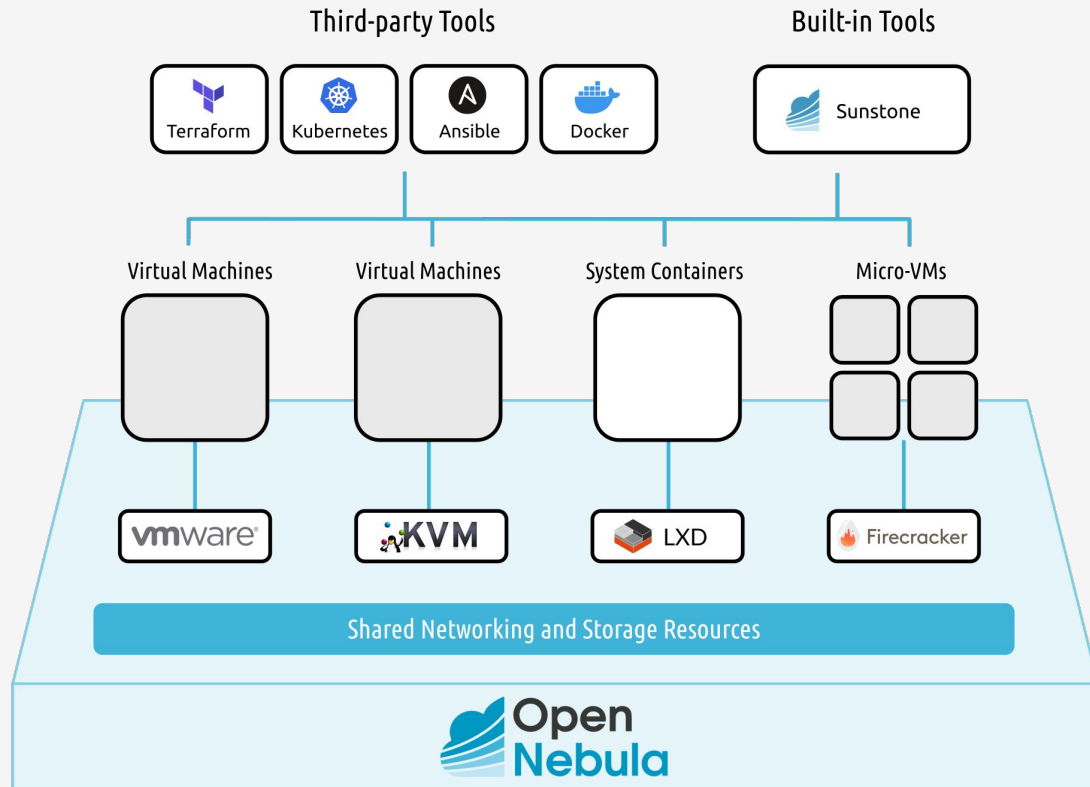 Third-party Tools
Built-in Tools
Terraform
Kubernetes
Ansible
Docker
Sunstone
Virtual Machines
Virtual Machines
System Containers
Micro-VMs
vmware®
KVM
LXD
Firecracker
Shared Networking and Storage Resources
Open
Nebula